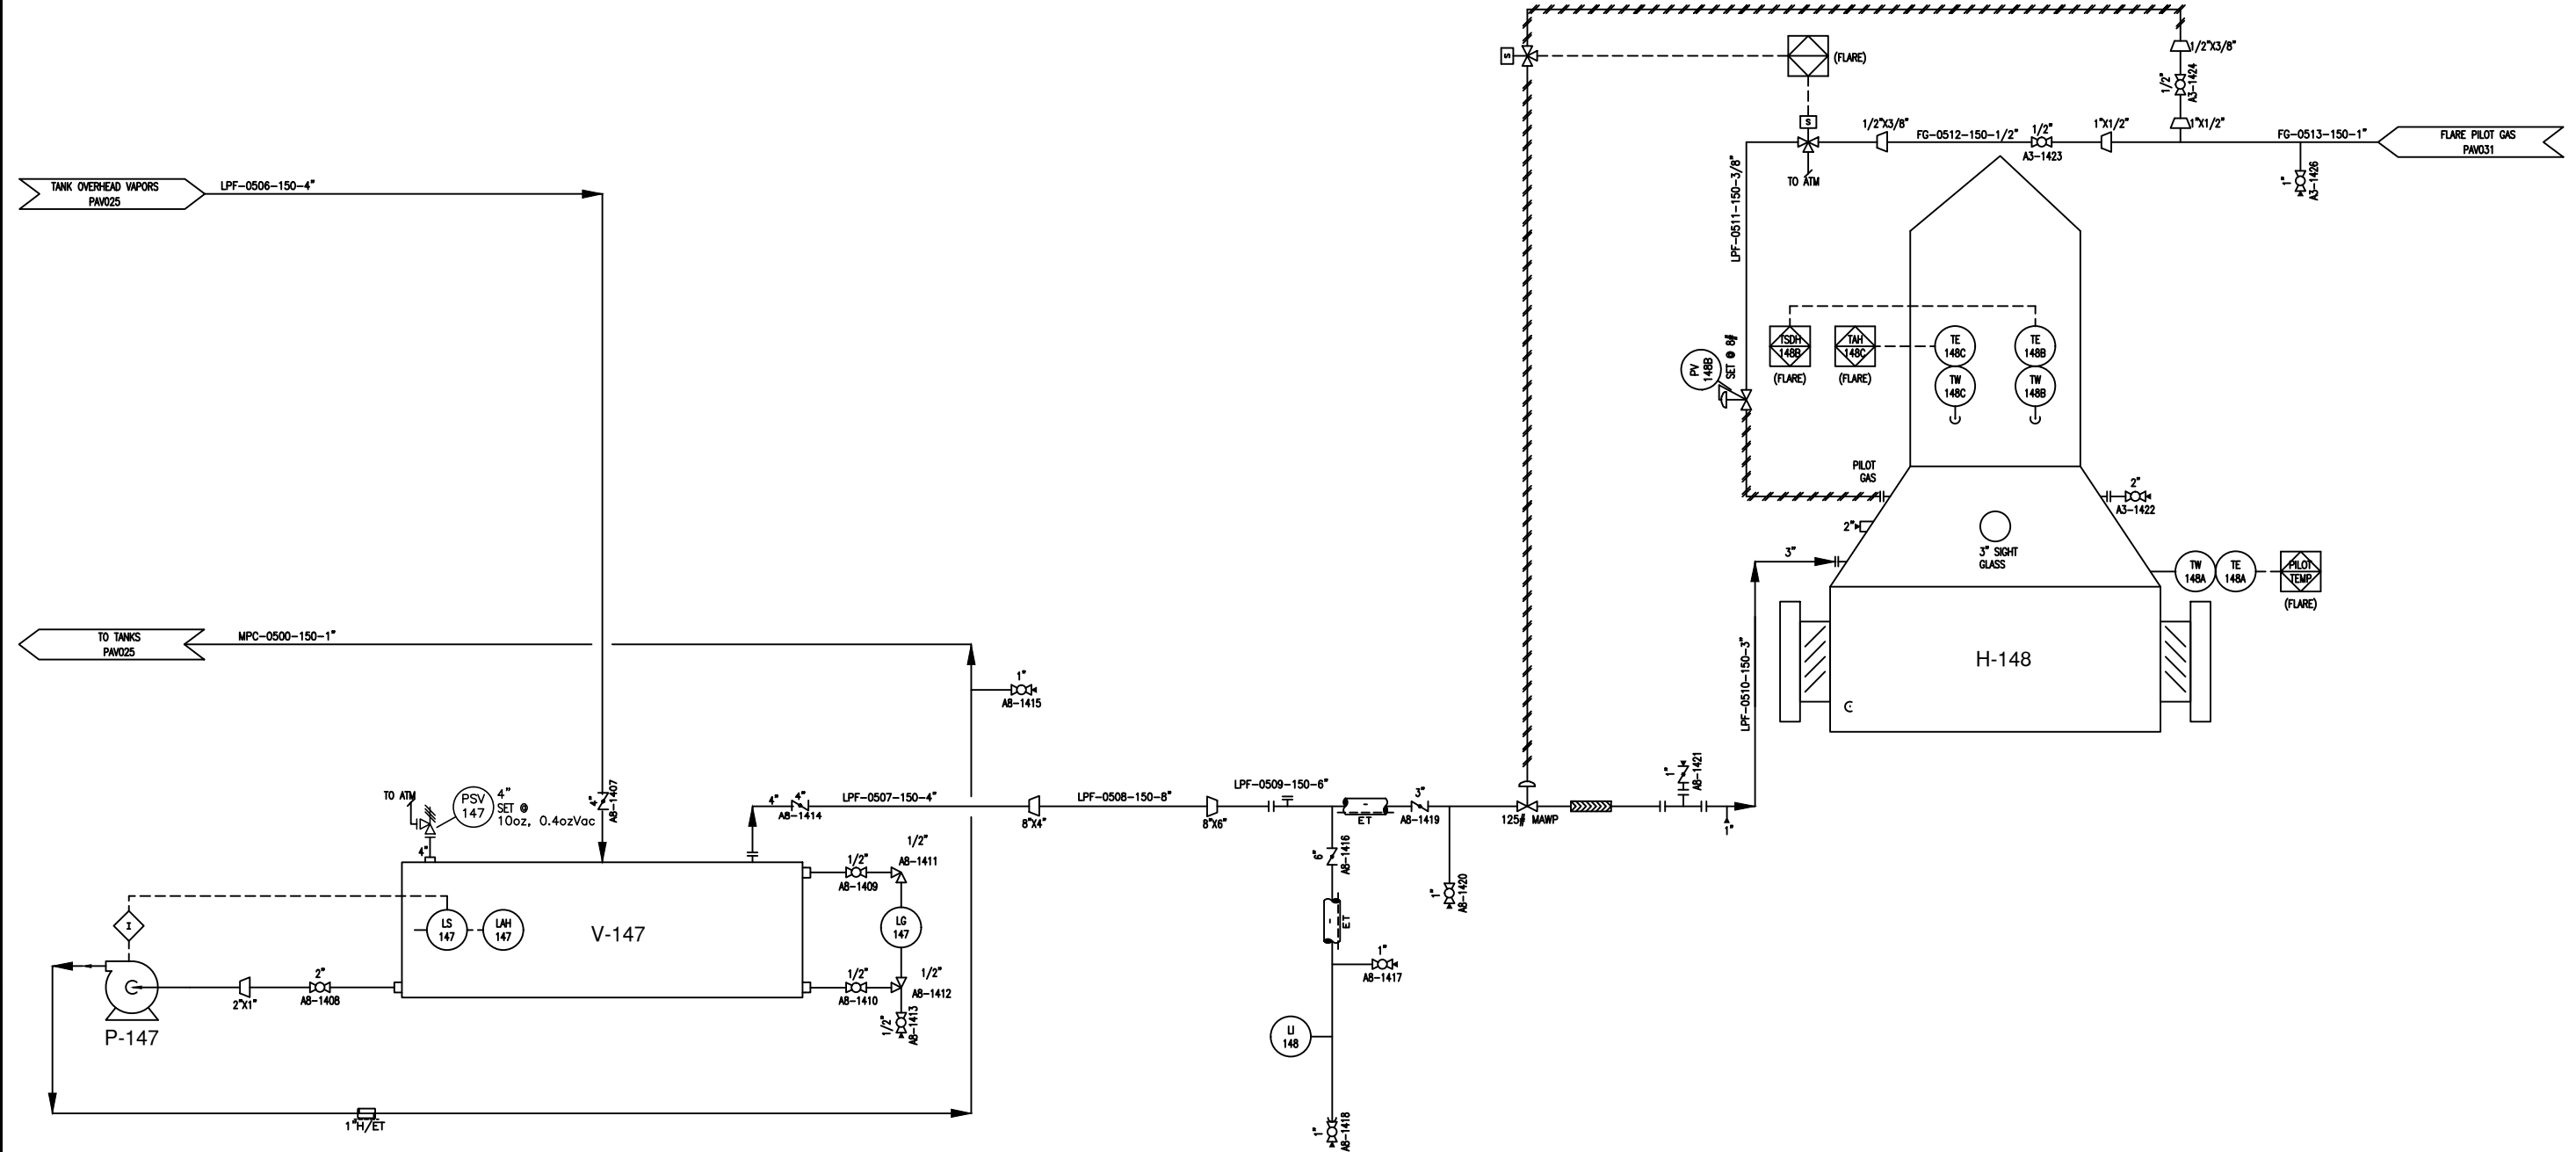 1/2"X3/8"
S
(FLARE)
1/2"
A3-1424
S
1"X1/2"
1/2"X3/8"
FG-0512-150-1/2"
1/2"
A3-1423
1"X1/2"
FG-0513-150-1"
FLARE PILOT GAS
PAV031
1"
A3-1426
TO ATM
LPF-0511-150-3/8"
TANK OVERHEAD VAPORS
PAV025
LPF-0506-150-4"
TSDH
148B
(FLARE)
TAH
148C
(FLARE)
TE
148C
TW
148C
TE
148B
TW
148B
PV
148B
SET @ 8#
PILOT
GAS
2"
A3-1422
2"
3" SIGHT
GLASS
3"
TW
148A
TE
148A
PILOT
TEMP
(FLARE)
TO TANKS
PAV025
MPC-0500-150-1"
LPF-0510-150-3"
H-148
C
1"
A8-1415
TO ATM
PSV
147
4"
SET @
10oz, 0.4ozVac
4"
4"
A8-1407
4"
4"
A8-1414
LPF-0507-150-4"
8"X4"
LPF-0508-150-8"
8"X6"
LPF-0509-150-6"
ET
3"
A8-1419
125# MAWP
1"
A8-1421
1"
6"
A8-1416
1"
A8-1420
ET
1/2"
A8-1411
1/2"
A8-1409
LS
147
LAH
147
V-147
LG
147
I
1"
A8-1417
C
2"X1"
2"
A8-1408
1/2"
A8-1410
1/2"
A8-1412
1/2"
A8-1413
P-147
LI
148
1"H/ET
1"
A8-1418